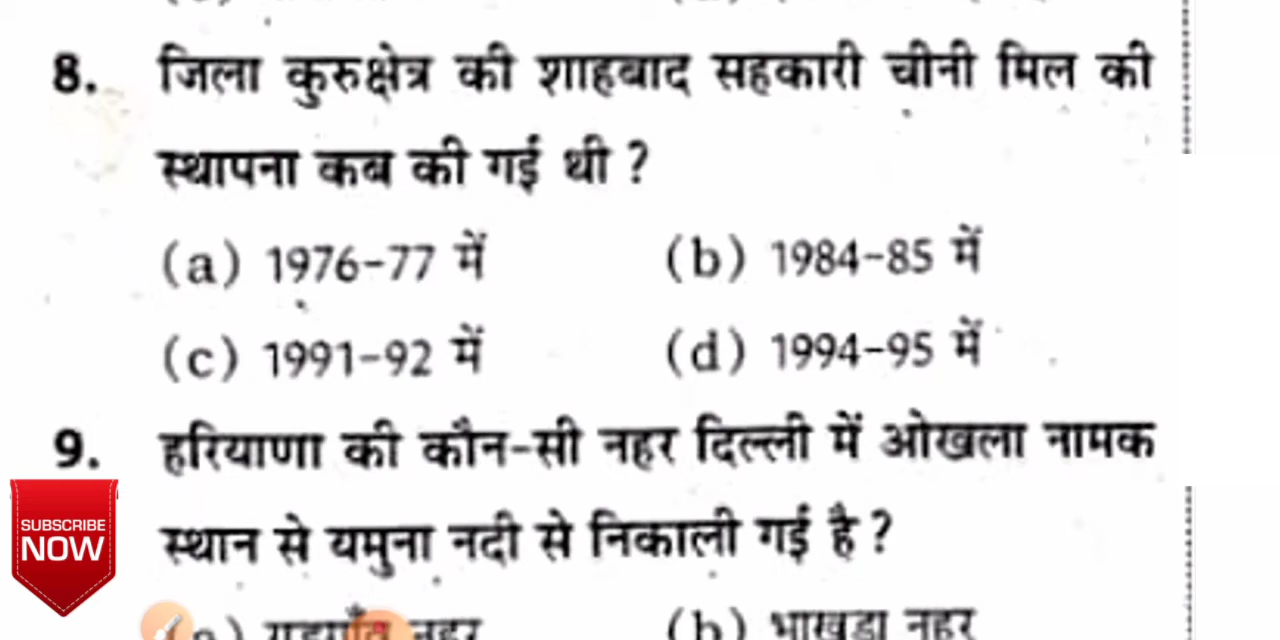 8. जिला कुरुक्षेत्र की शाहबाद सहकारी चीनी मिल की
स्थापना कब की गई थी ?
(a) 1976-77 में (b) 1984-85 में
(c) 1991-92 में (d) 1994-95 में
9. हरियाणा की कौन-सी नहर दिल्ली में ओखला नामक
स्थान से यमुना नदी से निकाली गई है ?
SUBSCRIBE
NOW
नहर (b) भाखड़ा नहर